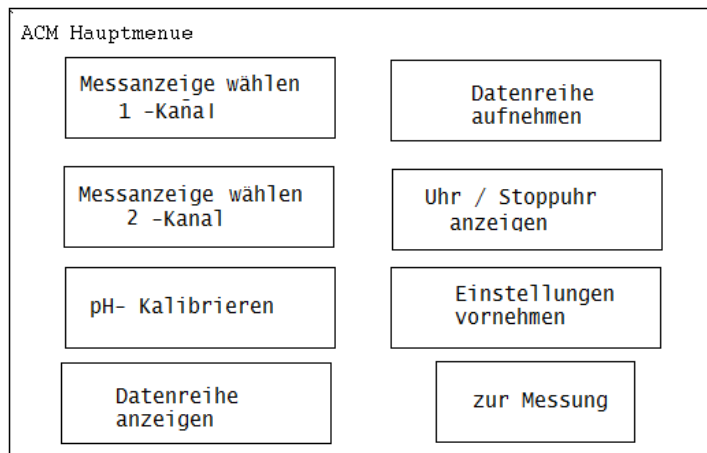 ACM Hauptmenue
Messanzeige wählen
1 -Kanal
Datenreihe
aufnehmen
Messanzeige wählen
2 -Kanal
Uhr / Stoppuhr
anzeigen
pH- Kalibrieren
Einstellungen
vornehmen
Datenreihe
anzeigen
zur Messung